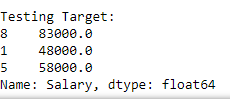 Testing Target:
8    83000.0
1    48000.0
5    58000.0
Name: Salary, dtype: float64